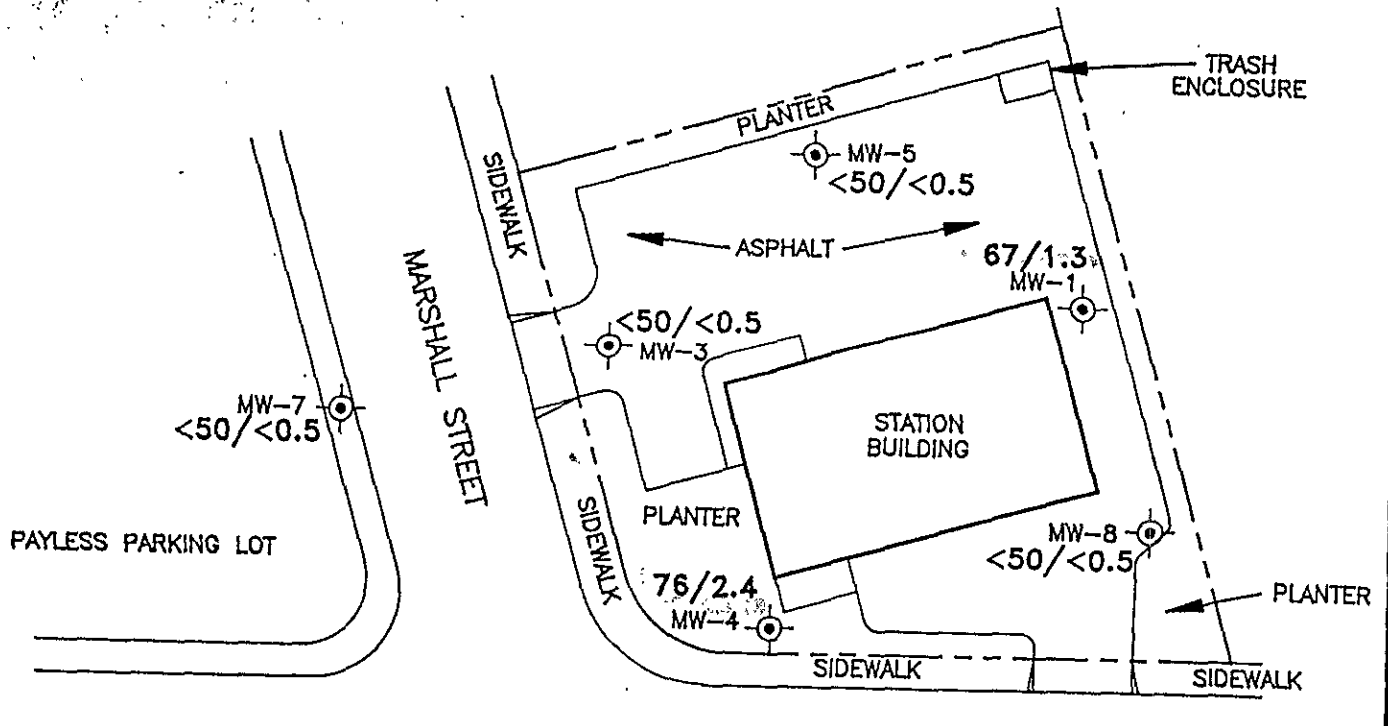 TRASH
ENCLOSURE
PLANTER
MW-5
<50/<0.5
SIDEWALK
ASPHALT
67/1.3
MW-1
MARSHALL STREET
<50/<0.5
MW-3
MW-7
<50/<0.5
STATION
BUILDING
SIDEWALK
PLANTER
MW-8
<50/<0.5
PAYLESS PARKING LOT
76/2.4
MW-4
PLANTER
SIDEWALK
SIDEWALK